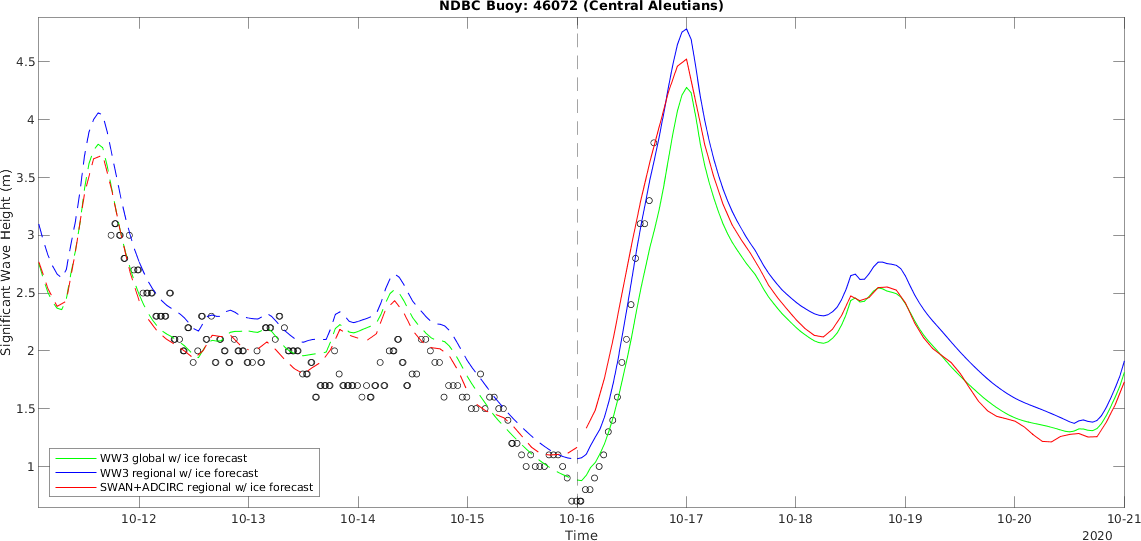 NDBC Buoy: 46072 (Central Aleutians)
Significant Wave Height (m)
4.5
4
3.5
3
2.5
2
1.5
1
WW3 global w/ ice forecast
WW3 regional w/ ice forecast
SWAN+ADCIRC regional w/ ice forecast
10-12 10-13 10-14 10-15 10-16 10-17 10-18 10-19 10-20 10-21
Time
2020